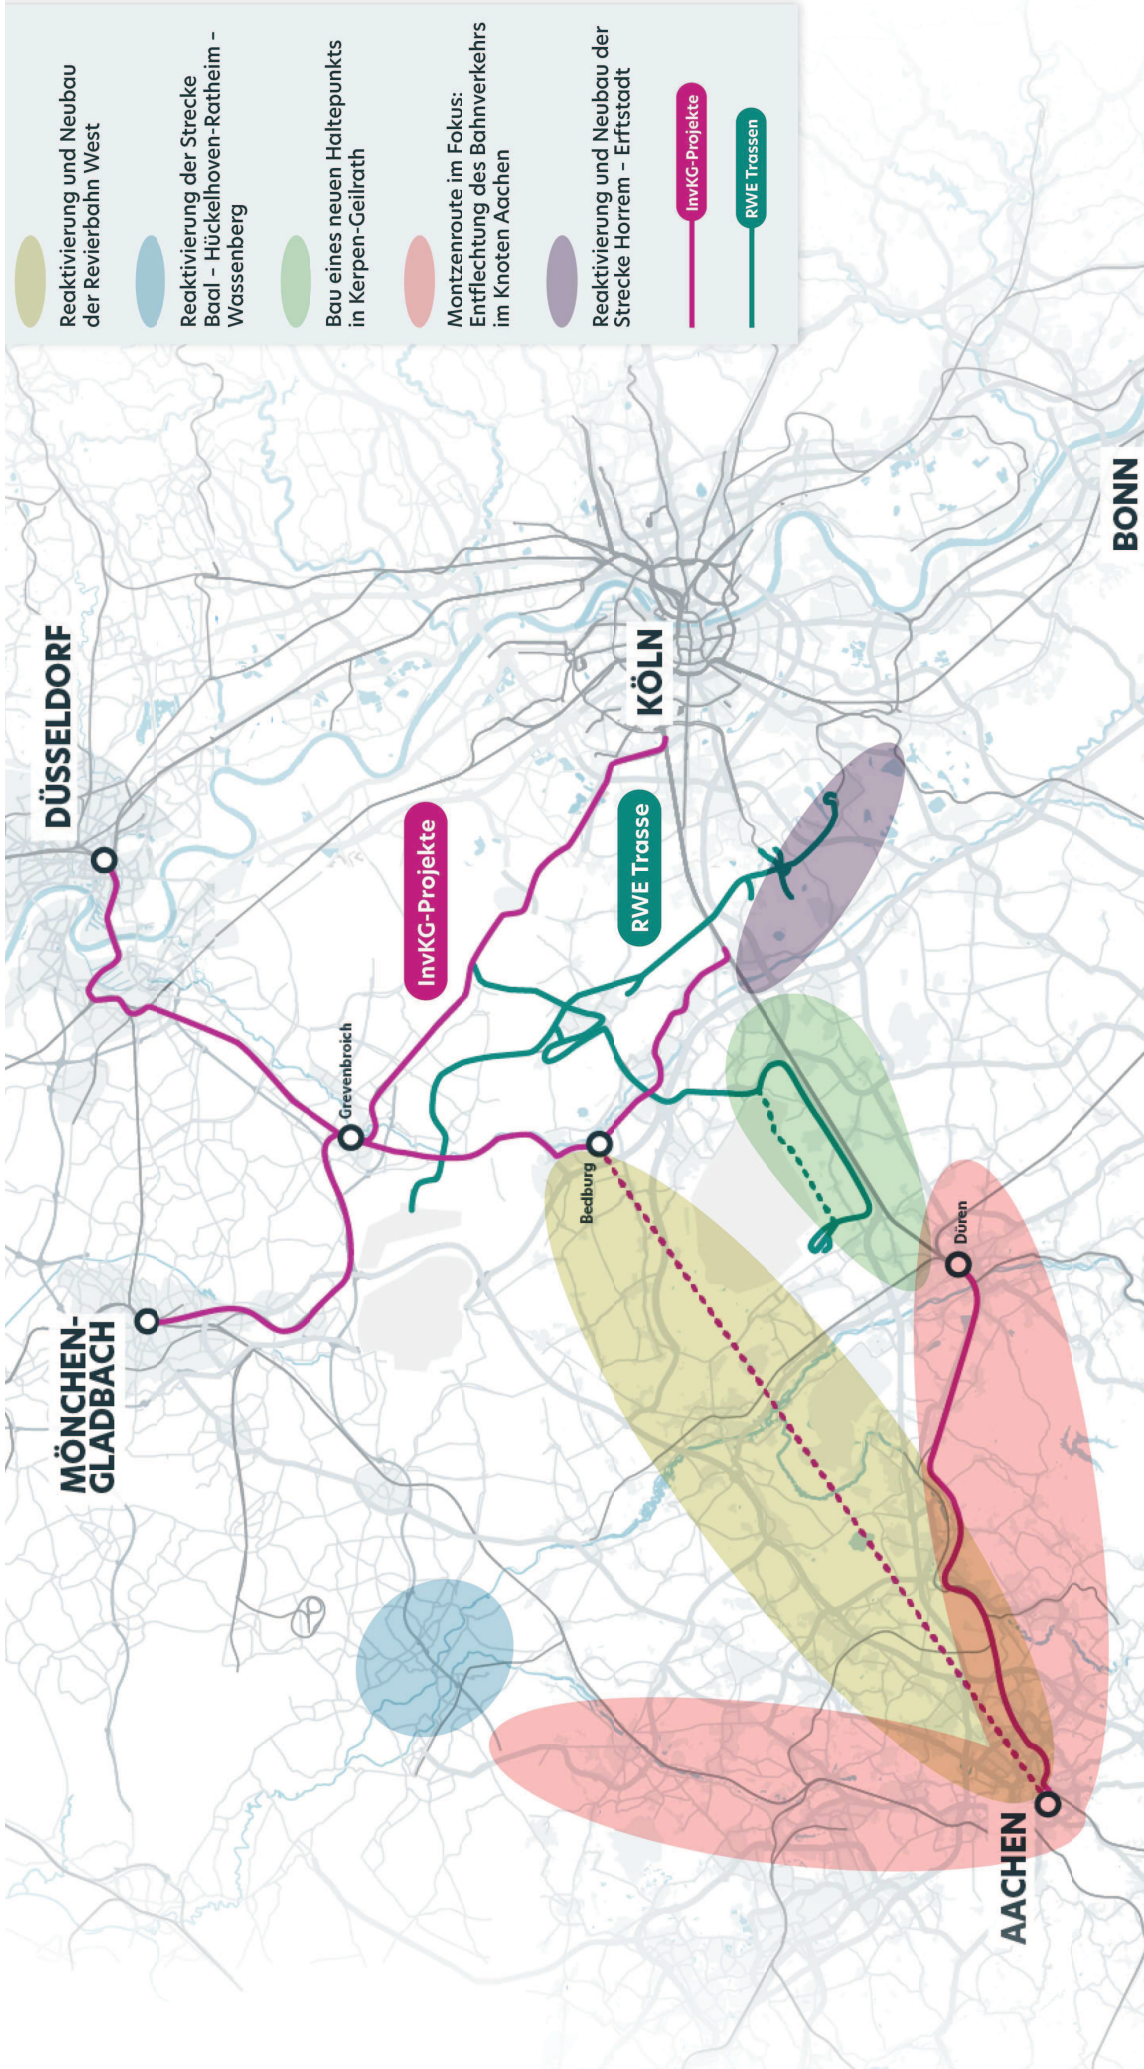 DÜSSELDORF
MÖNCHEN-
GLADBACH
Grevenbroich
InvKG-Projekte
Bedburg
RWE Trasse
KÖLN
Düren
AACHEN
BONN
Reaktivierung und Neubau
der Revierbahn West
Reaktivierung der Strecke
Baal – Hückelhoven-Ratheim –
Wassenberg
Bau eines neuen Haltepunkts
in Kerpen-Geilrath
Montzenroute im Fokus:
Entflechtung des Bahnverkehrs
im Knoten Aachen
Reaktivierung und Neubau der
Strecke Horrem – Erftstadt
InvKG-Projekte
RWE Trassen